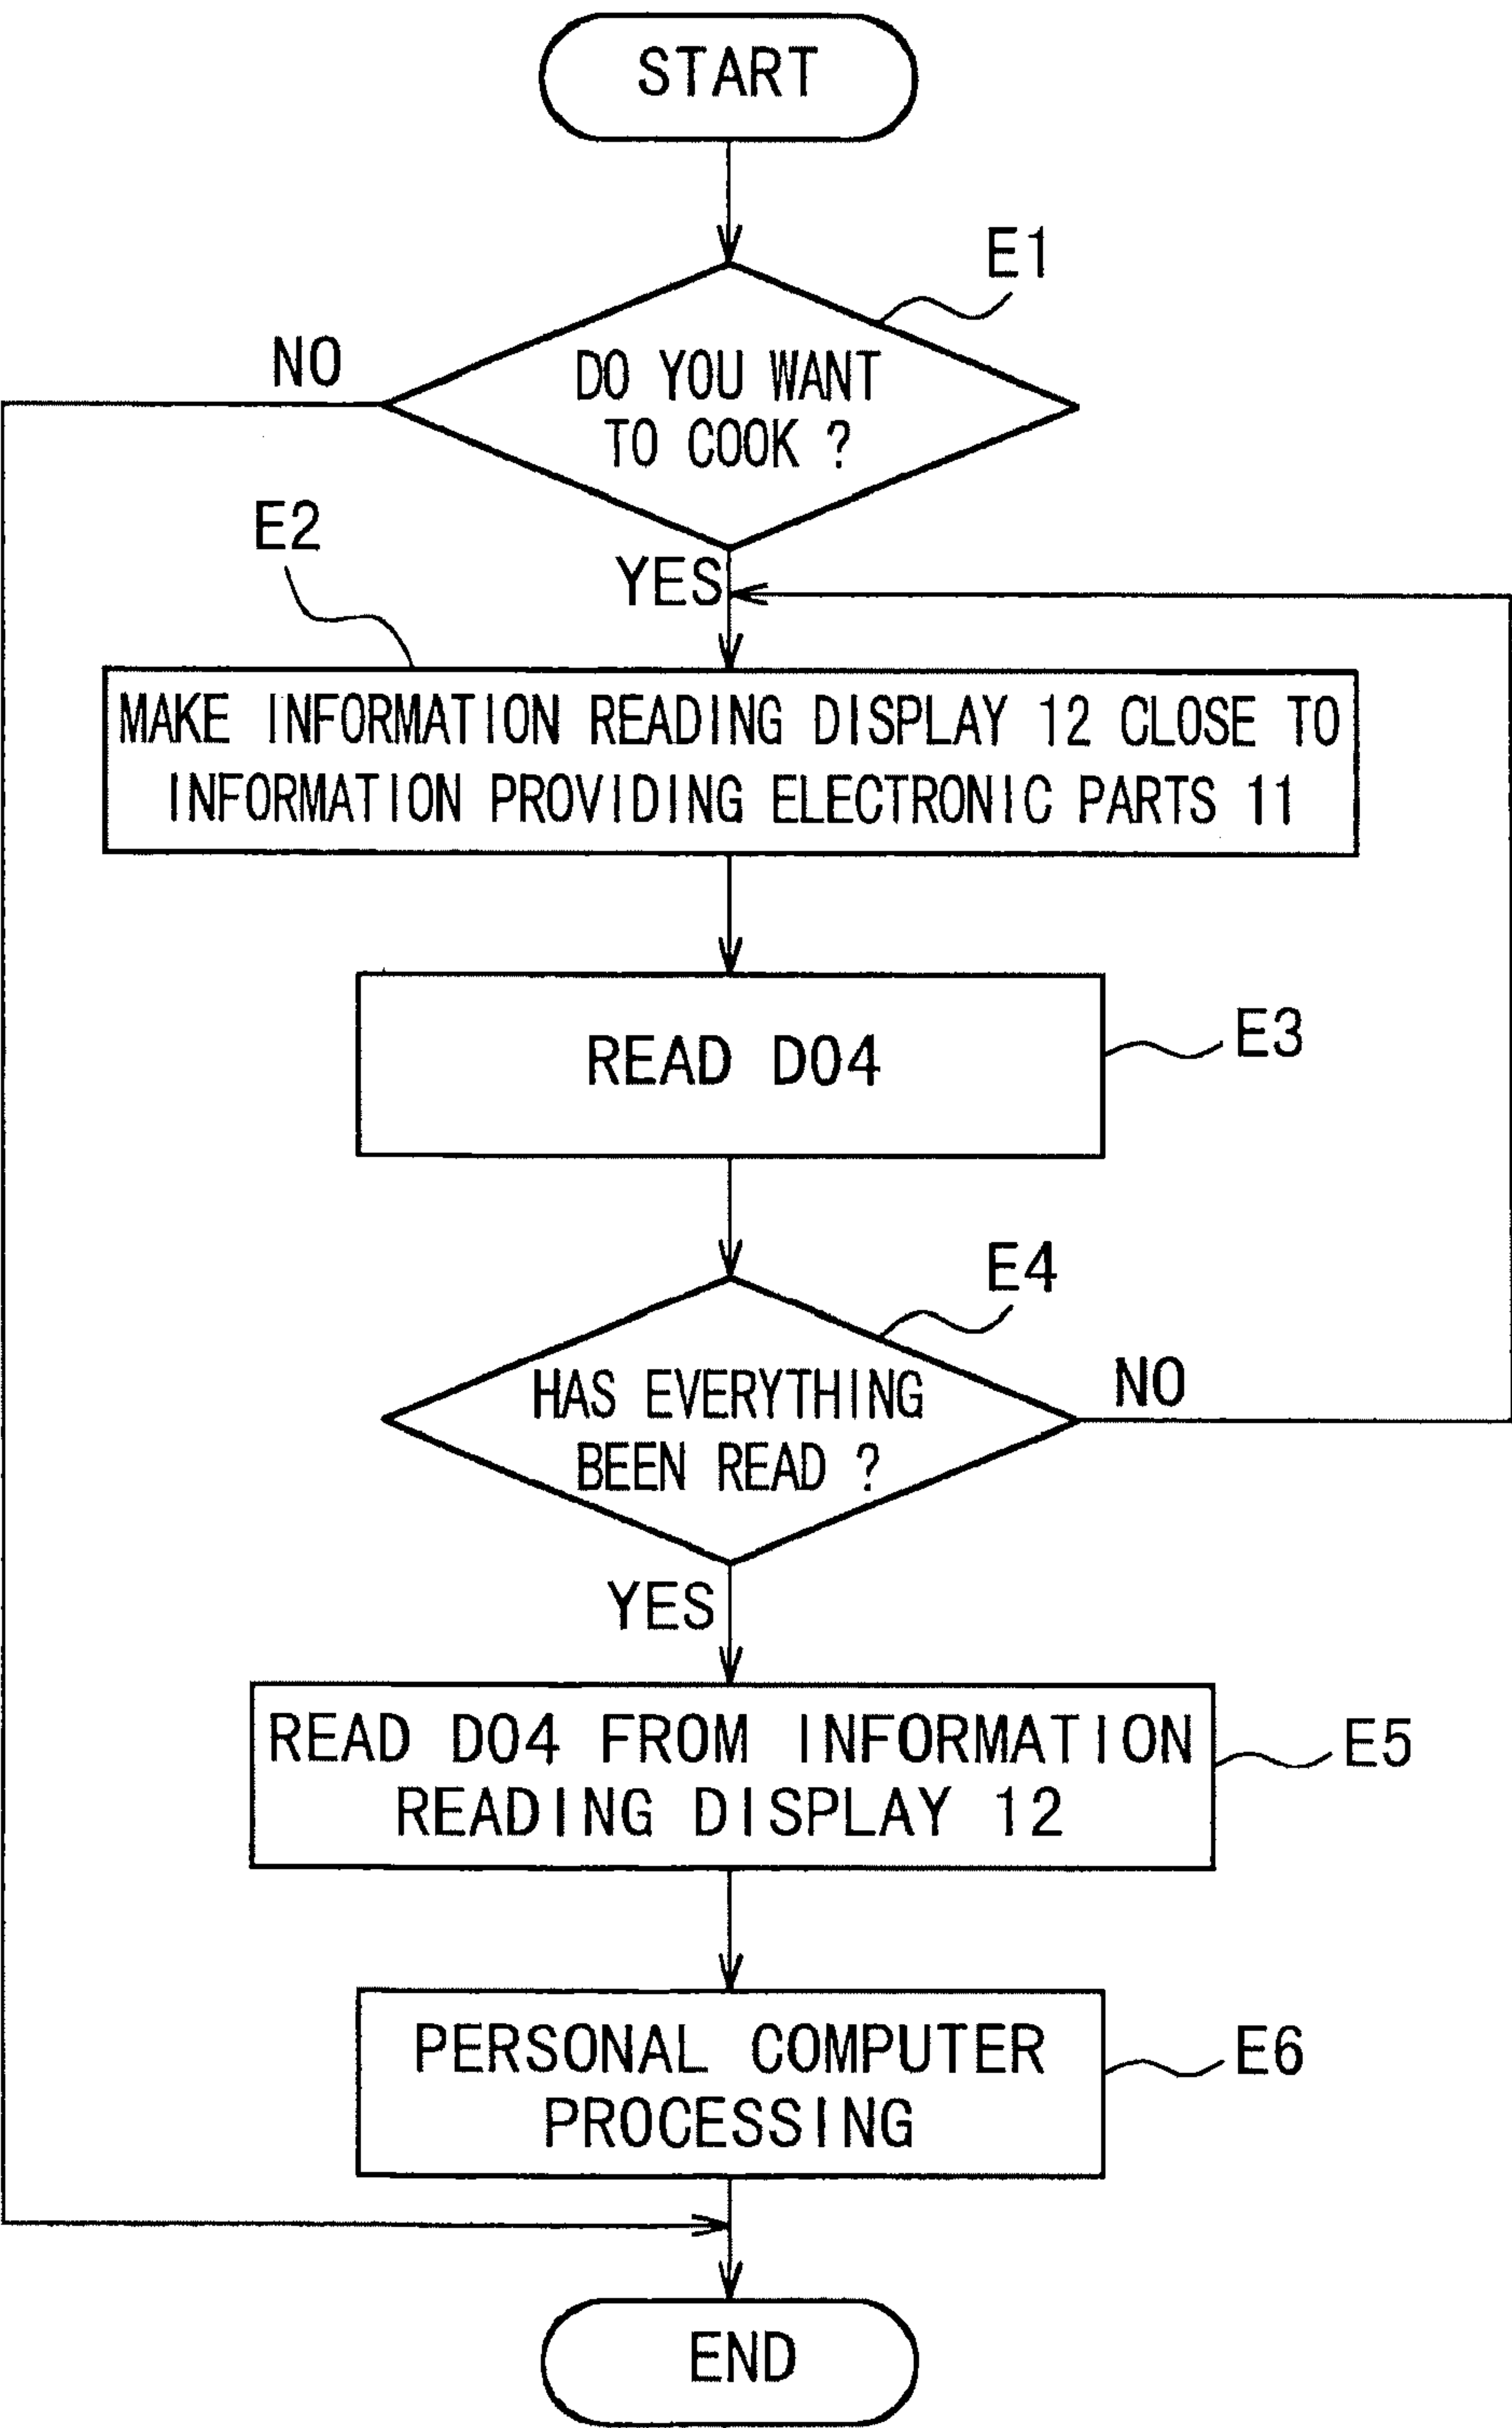 START
E1
NO
DO YOU WANT
TO COOK ?
E2
YES
MAKE INFORMATION READING DISPLAY 12 CLOSE TO
INFORMATION PROVIDING ELECTRONIC PARTS 11
READ D04
E3
E4
HAS EVERYTHING
BEEN READ ?
NO
YES
READ D04 FROM INFORMATION
READING DISPLAY 12
E5
PERSONAL COMPUTER
PROCESSING
E6
END